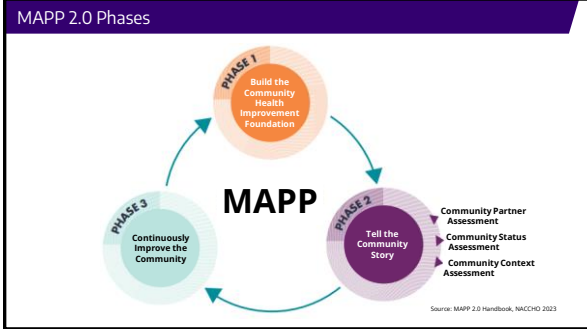 MAPP 2.0 Phases
PHASE 1
Build the
Community
Health
Improvement
Foundation
MAPP
PHASE 2
Tell the
Community
Story
Community Partner
Assessment
Community Status
Assessment
Community Context
Assessment
PHASE 3
Continuously
Improve the
Community
Source: MAPP 2.0 Handbook, NACCHO 2023